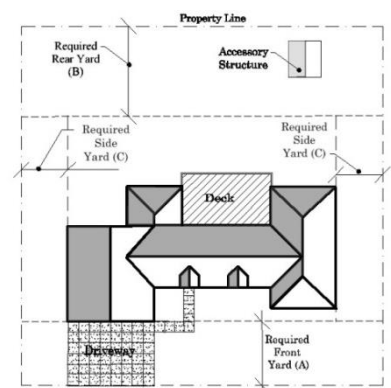 Property Line
Required
Rear Yard
(B)
Accessory
Structure
Required
Side
Yard (C)
Required
Side
Yard (C)
Deck
Driveway
Required
Front
Yard (A)